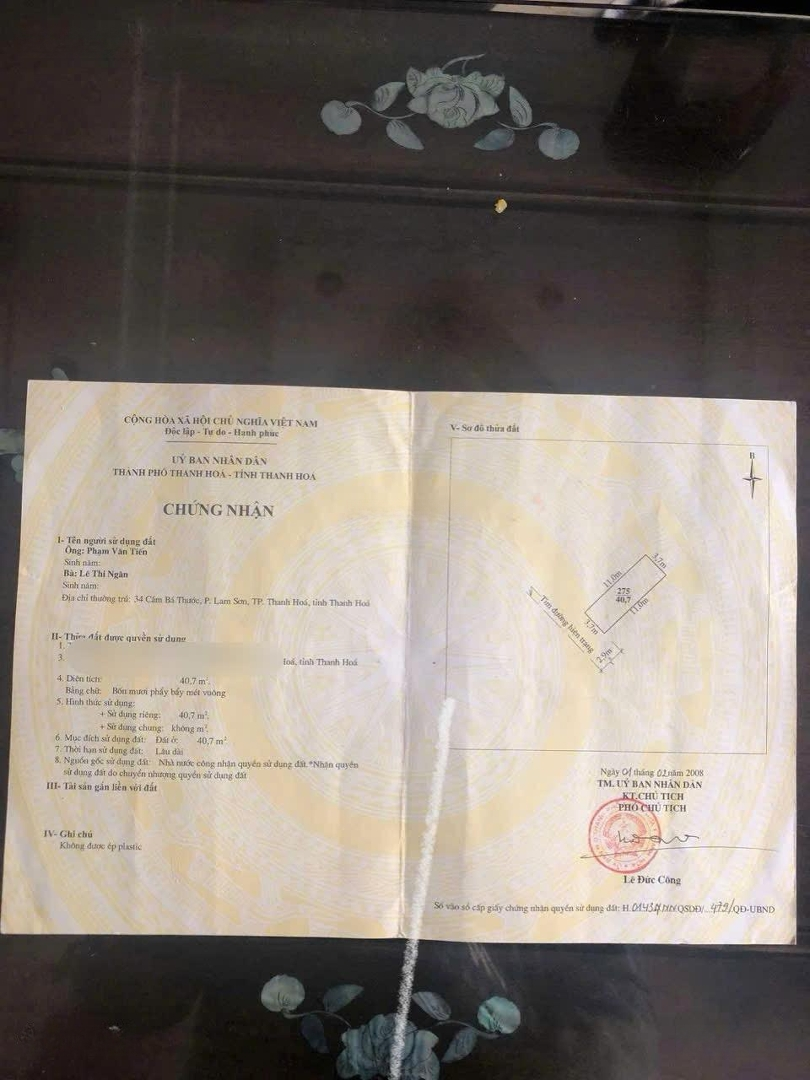 CỘNG HÒA XÃ HỘI CHỦ NGHĨA VIỆT NAM
Độc lập - Tự do - Hạnh phúc
UỶ BAN NHÂN DÂN
THÀNH PHỐ THANH HOÁ - TỈNH THANH HOÁ
CHỨNG NHẬN
I- Tên người sử dụng đất
Ông: Phạm Văn Tiến
Sinh năm:
Bà: Lê Thị Ngân
Sinh năm:
Địa chỉ thường trú: 34 Cầm Bá Thước, P. Lam Sơn, TP. Thanh Hoá, tỉnh Thanh Hoá
II- Thửa đất được quyền sử dụng
1.
3.
Hoá, tỉnh Thanh Hoá
4. Diện tích: 40,7 m².
Bằng chữ: Bốn mươi phẩy bẩy mét vuông
5. Hình thức sử dụng:
+ Sử dụng riêng: 40,7 m².
+ Sử dụng chung: không m².
6. Mục đích sử dụng đất: Đất ở: 40,7 m²
7. Thời hạn sử dụng đất: Lâu dài
8. Nguồn gốc sử dụng đất: Nhà nước công nhận quyền sử dụng đất *Nhận quyền
sử dụng đất do chuyển nhượng quyền sử dụng đất
III- Tài sản gắn liền với đất
IV- Ghi chú
Không được ép plastic
V- Sơ đồ thửa đất
B
3,7m
11,0m
275
40,7
11,0m
3,7m
Tim đường hiện trạng
2,9m
Ngày 01 tháng 02 năm 2008
TM. UỶ BAN NHÂN DÂN
KT.CHỦ TỊCH
PHÓ CHỦ TỊCH
Lê Đức Công
Số vào sổ cấp giấy chứng nhận quyền sử dụng đất: H. QSDĐ/ 479/QĐ-UBND